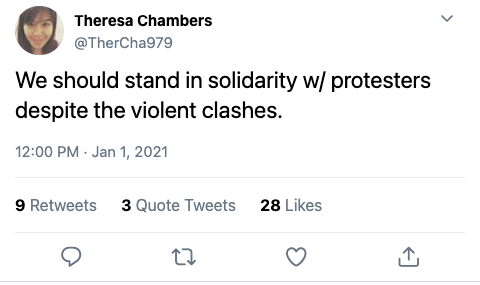 Theresa Chambers
@TherCha979
We should stand in solidarity w/ protesters
despite the violent clashes.
12:00 PM · Jan 1, 2021
9 Retweets 3 Quote Tweets 28 Likes